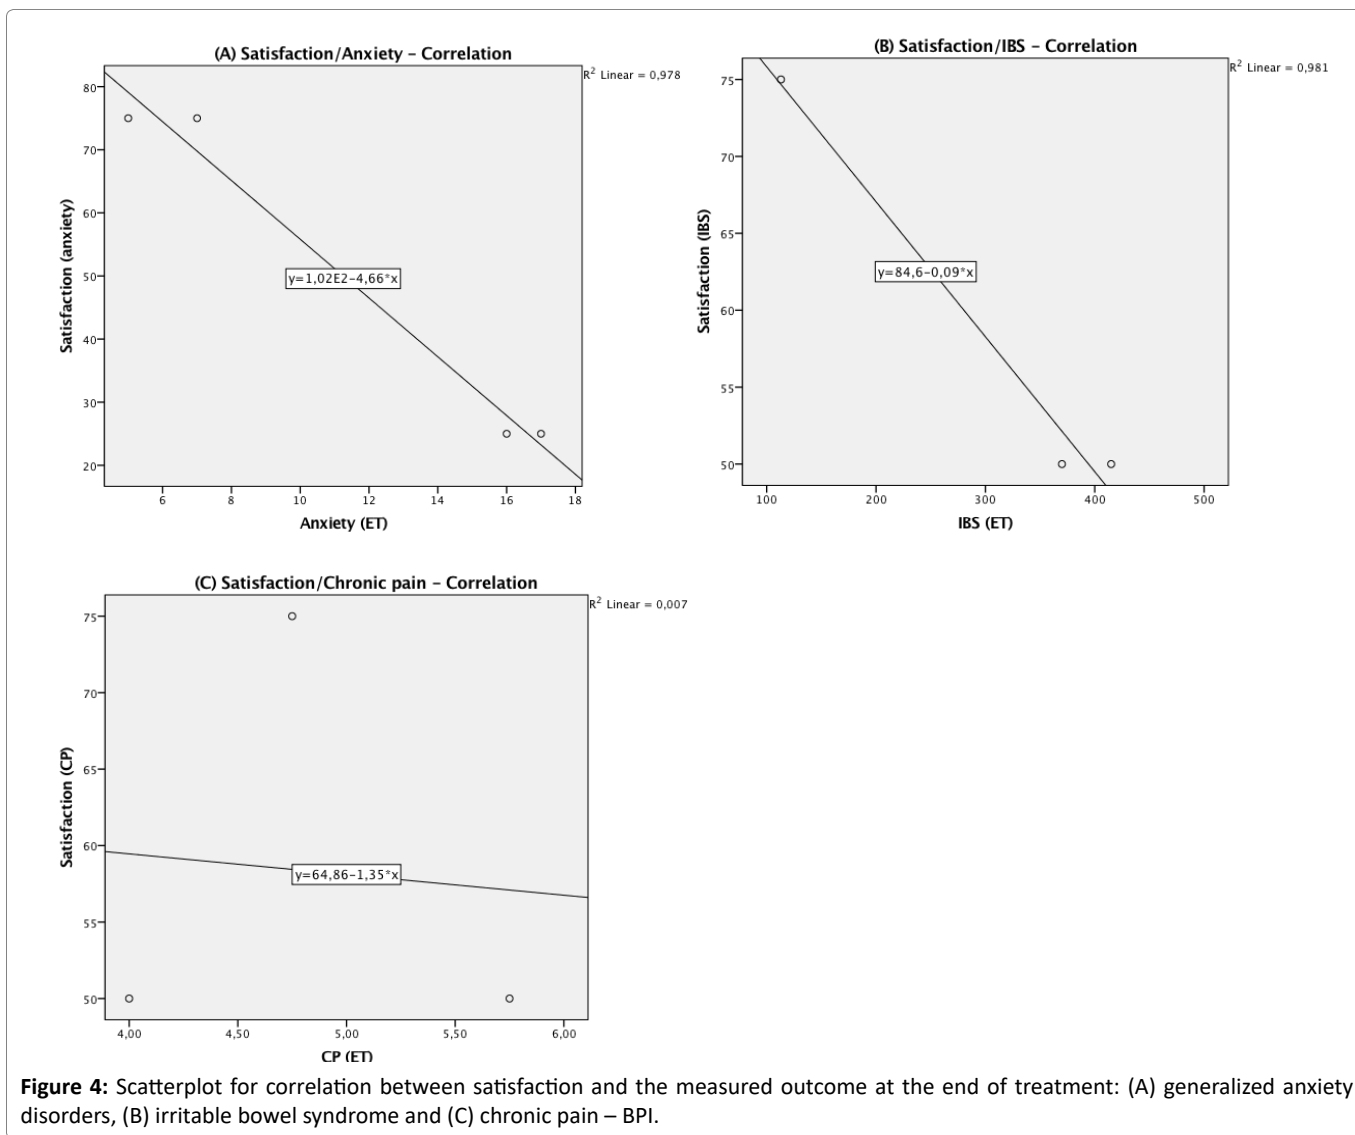 (A) Satisfaction/Anxiety – Correlation
R² Linear = 0,978
80
70
60
50
40
30
20
Satisfaction (anxiety)
y=1,02E2–4,66*x
6 8 10 12 14 16 18
Anxiety (ET)
(B) Satisfaction/IBS – Correlation
R² Linear = 0,981
75
70
65
60
55
50
Satisfaction (IBS)
y=84,6–0,09*x
100 200 300 400 500
IBS (ET)
(C) Satisfaction/Chronic pain – Correlation
R² Linear = 0,007
75
70
65
60
55
50
Satisfaction (CP)
y=64,86–1,35*x
4,00 4,50 5,00 5,50 6,00
CP (ET)
Figure 4: Scatterplot for correlation between satisfaction and the measured outcome at the end of treatment: (A) generalized anxiety
disorders, (B) irritable bowel syndrome and (C) chronic pain – BPI.